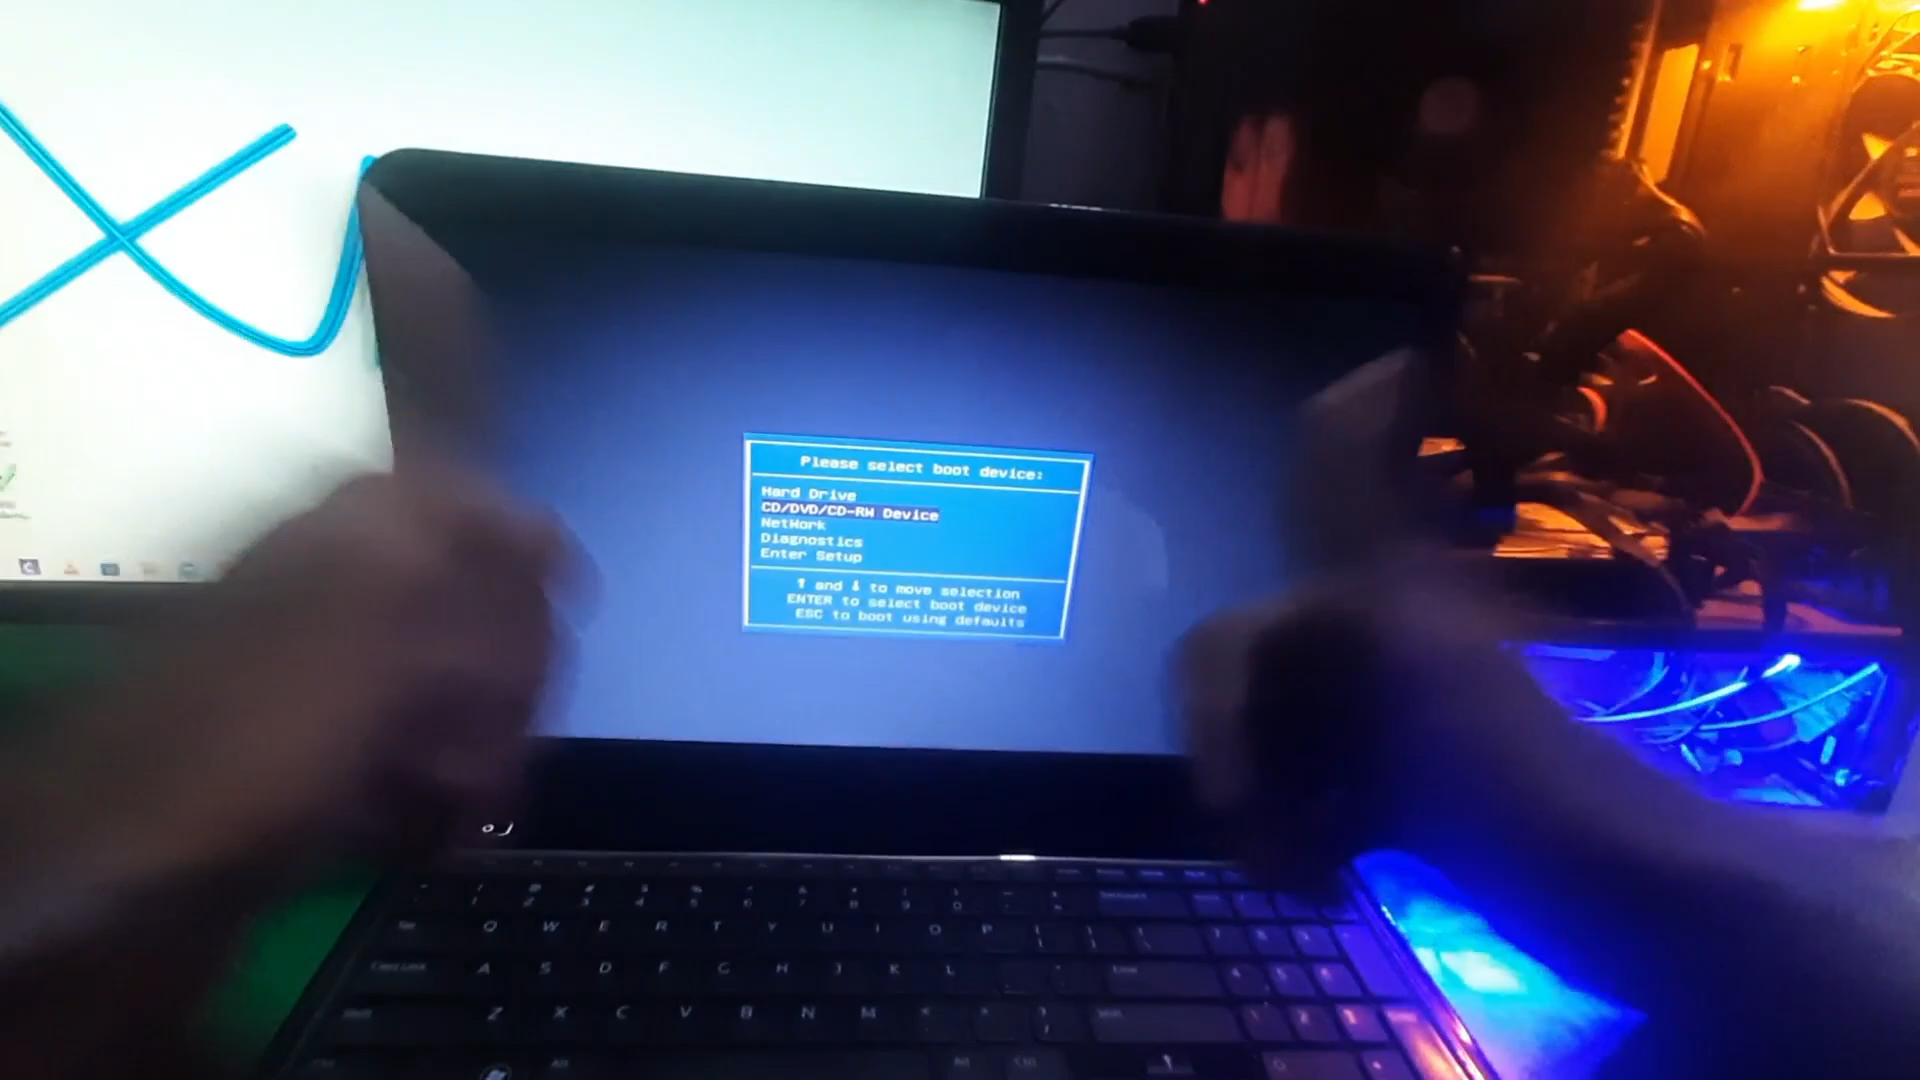 Please select boot device:
Hard Drive
CD/DVD/CD-RW Device
NetWork
Diagnostics
Enter Setup
↑ and ↓ to move selection
ENTER to select boot device
ESC to boot using defaults
Q W E R T Y U I O P
A S D F G H J K L
Z X C V B N M